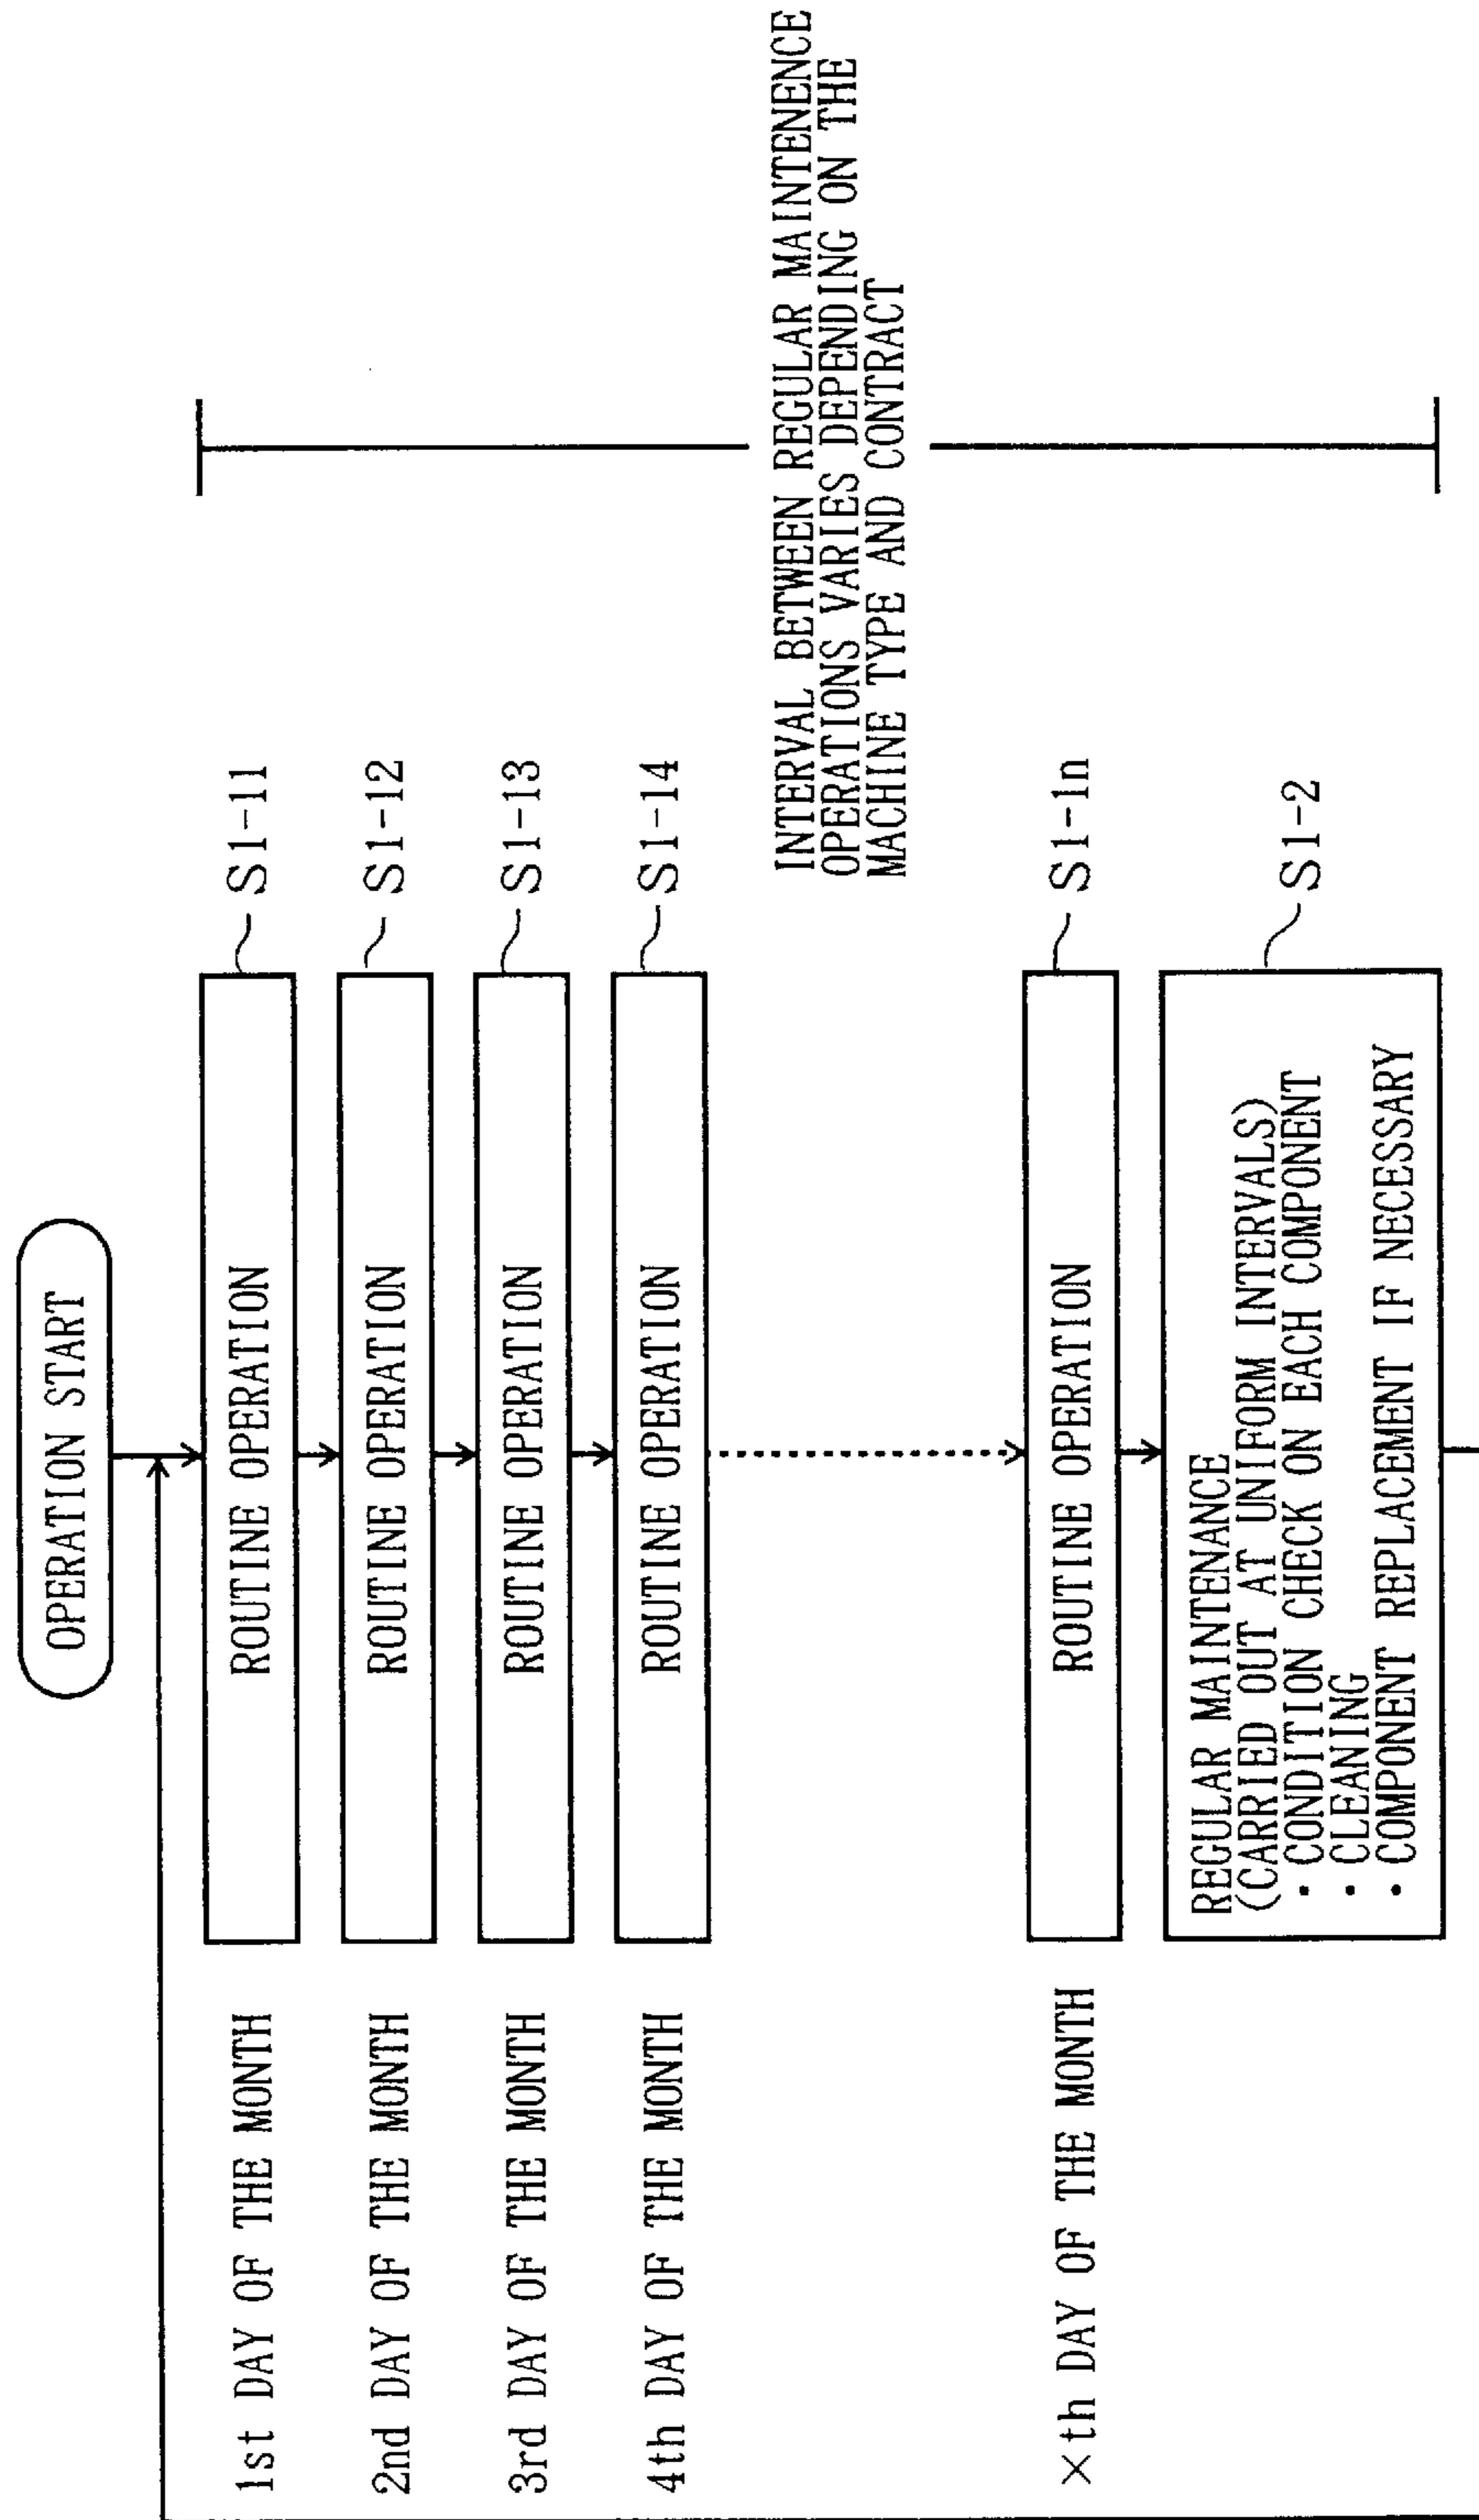 OPERATION START
1st DAY OF THE MONTH
ROUTINE OPERATION
S1-11
2nd DAY OF THE MONTH
ROUTINE OPERATION
S1-12
3rd DAY OF THE MONTH
ROUTINE OPERATION
S1-13
4th DAY OF THE MONTH
ROUTINE OPERATION
S1-14
INTERVAL BETWEEN REGULAR MAINTENENCE
OPERATIONS VARIES DEPENDING ON THE
MACHINE TYPE AND CONTRACT
×th DAY OF THE MONTH
ROUTINE OPERATION
S1-1n
REGULAR MAINTENANCE
(CARRIED OUT AT UNIFORM INTERVALS)
・CONDITION CHECK ON EACH COMPONENT
・CLEANING
・COMPONENT REPLACEMENT IF NECESSARY
S1-2